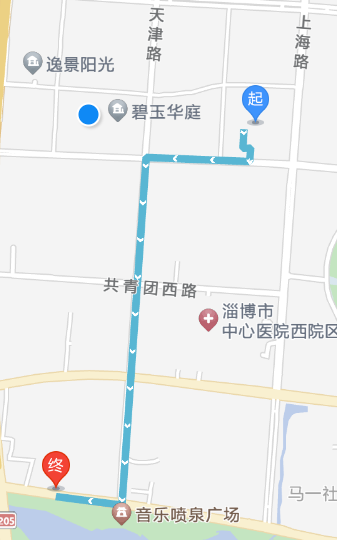 天津路
上海路
逸景阳光
起
碧玉华庭
共青团西路
淄博市
中心医院西院区
终
马一社
205
音乐喷泉广场